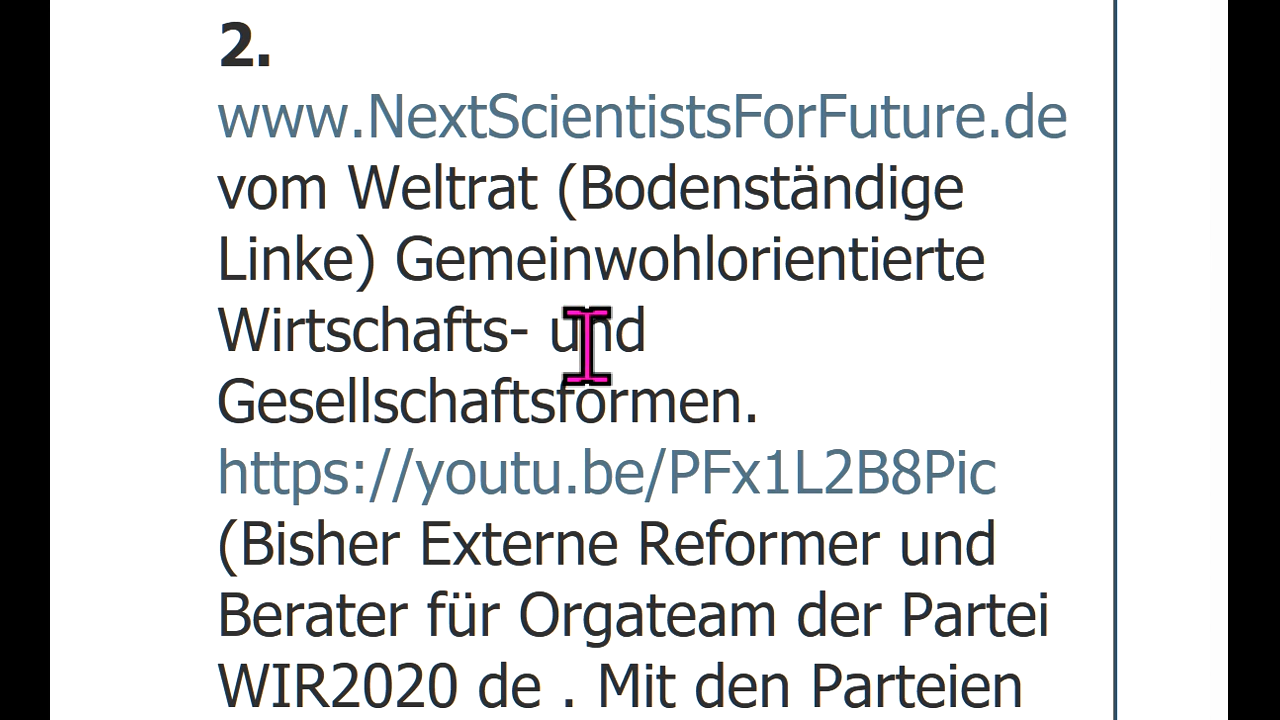 2.
www.NextScientistsForFuture.de
vom Weltrat (Bodenständige
Linke) Gemeinwohlorientierte
Wirtschafts- und
Gesellschaftsformen.
https://youtu.be/PFx1L2B8Pic
(Bisher Externe Reformer und
Berater für Orgateam der Partei
WIR2020 de . Mit den Parteien